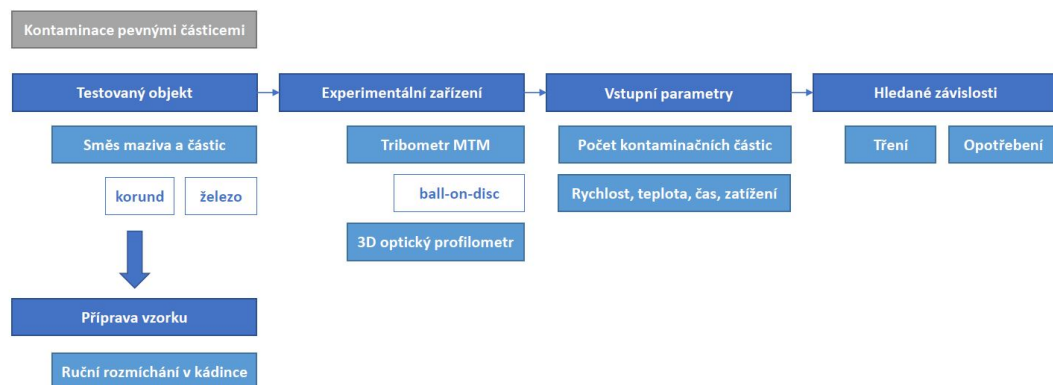 Kontaminace pevnými částicemi
Testovaný objekt
Experimentální zařízení
Vstupní parametry
Hledané závislosti
Směs maziva a částic
Tribometr MTM
Počet kontaminačních částic
Tření
Opotřebení
korund
železo
ball-on-disc
Rychlost, teplota, čas, zatížení
3D optický profilometr
Příprava vzorku
Ruční rozmíchání v kádince